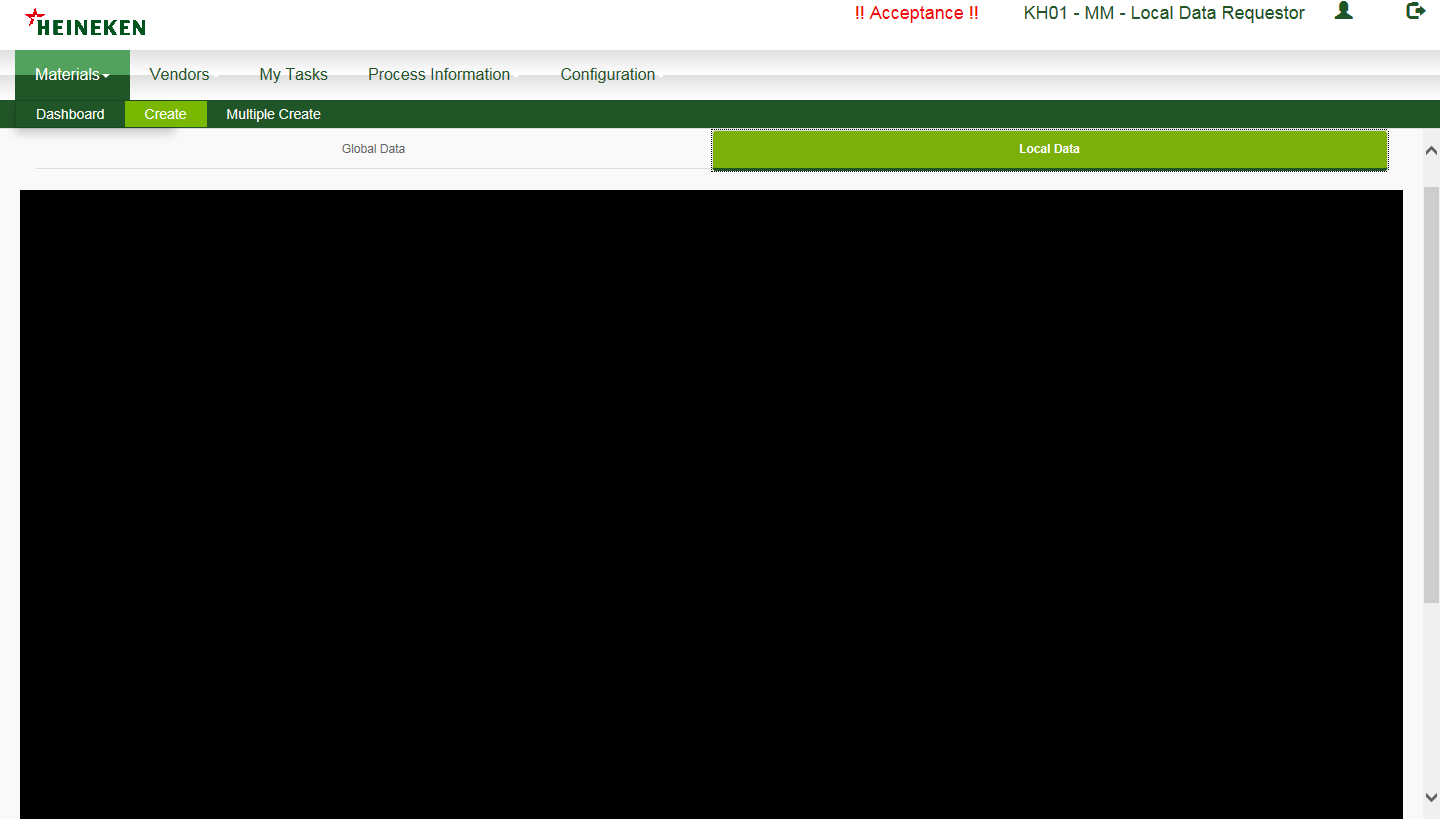 HEINEKEN
!! Acceptance !!
KH01 - MM - Local Data Requestor
Materials
Vendors
My Tasks
Process Information
Configuration
Dashboard
Create
Multiple Create
Global Data
Local Data